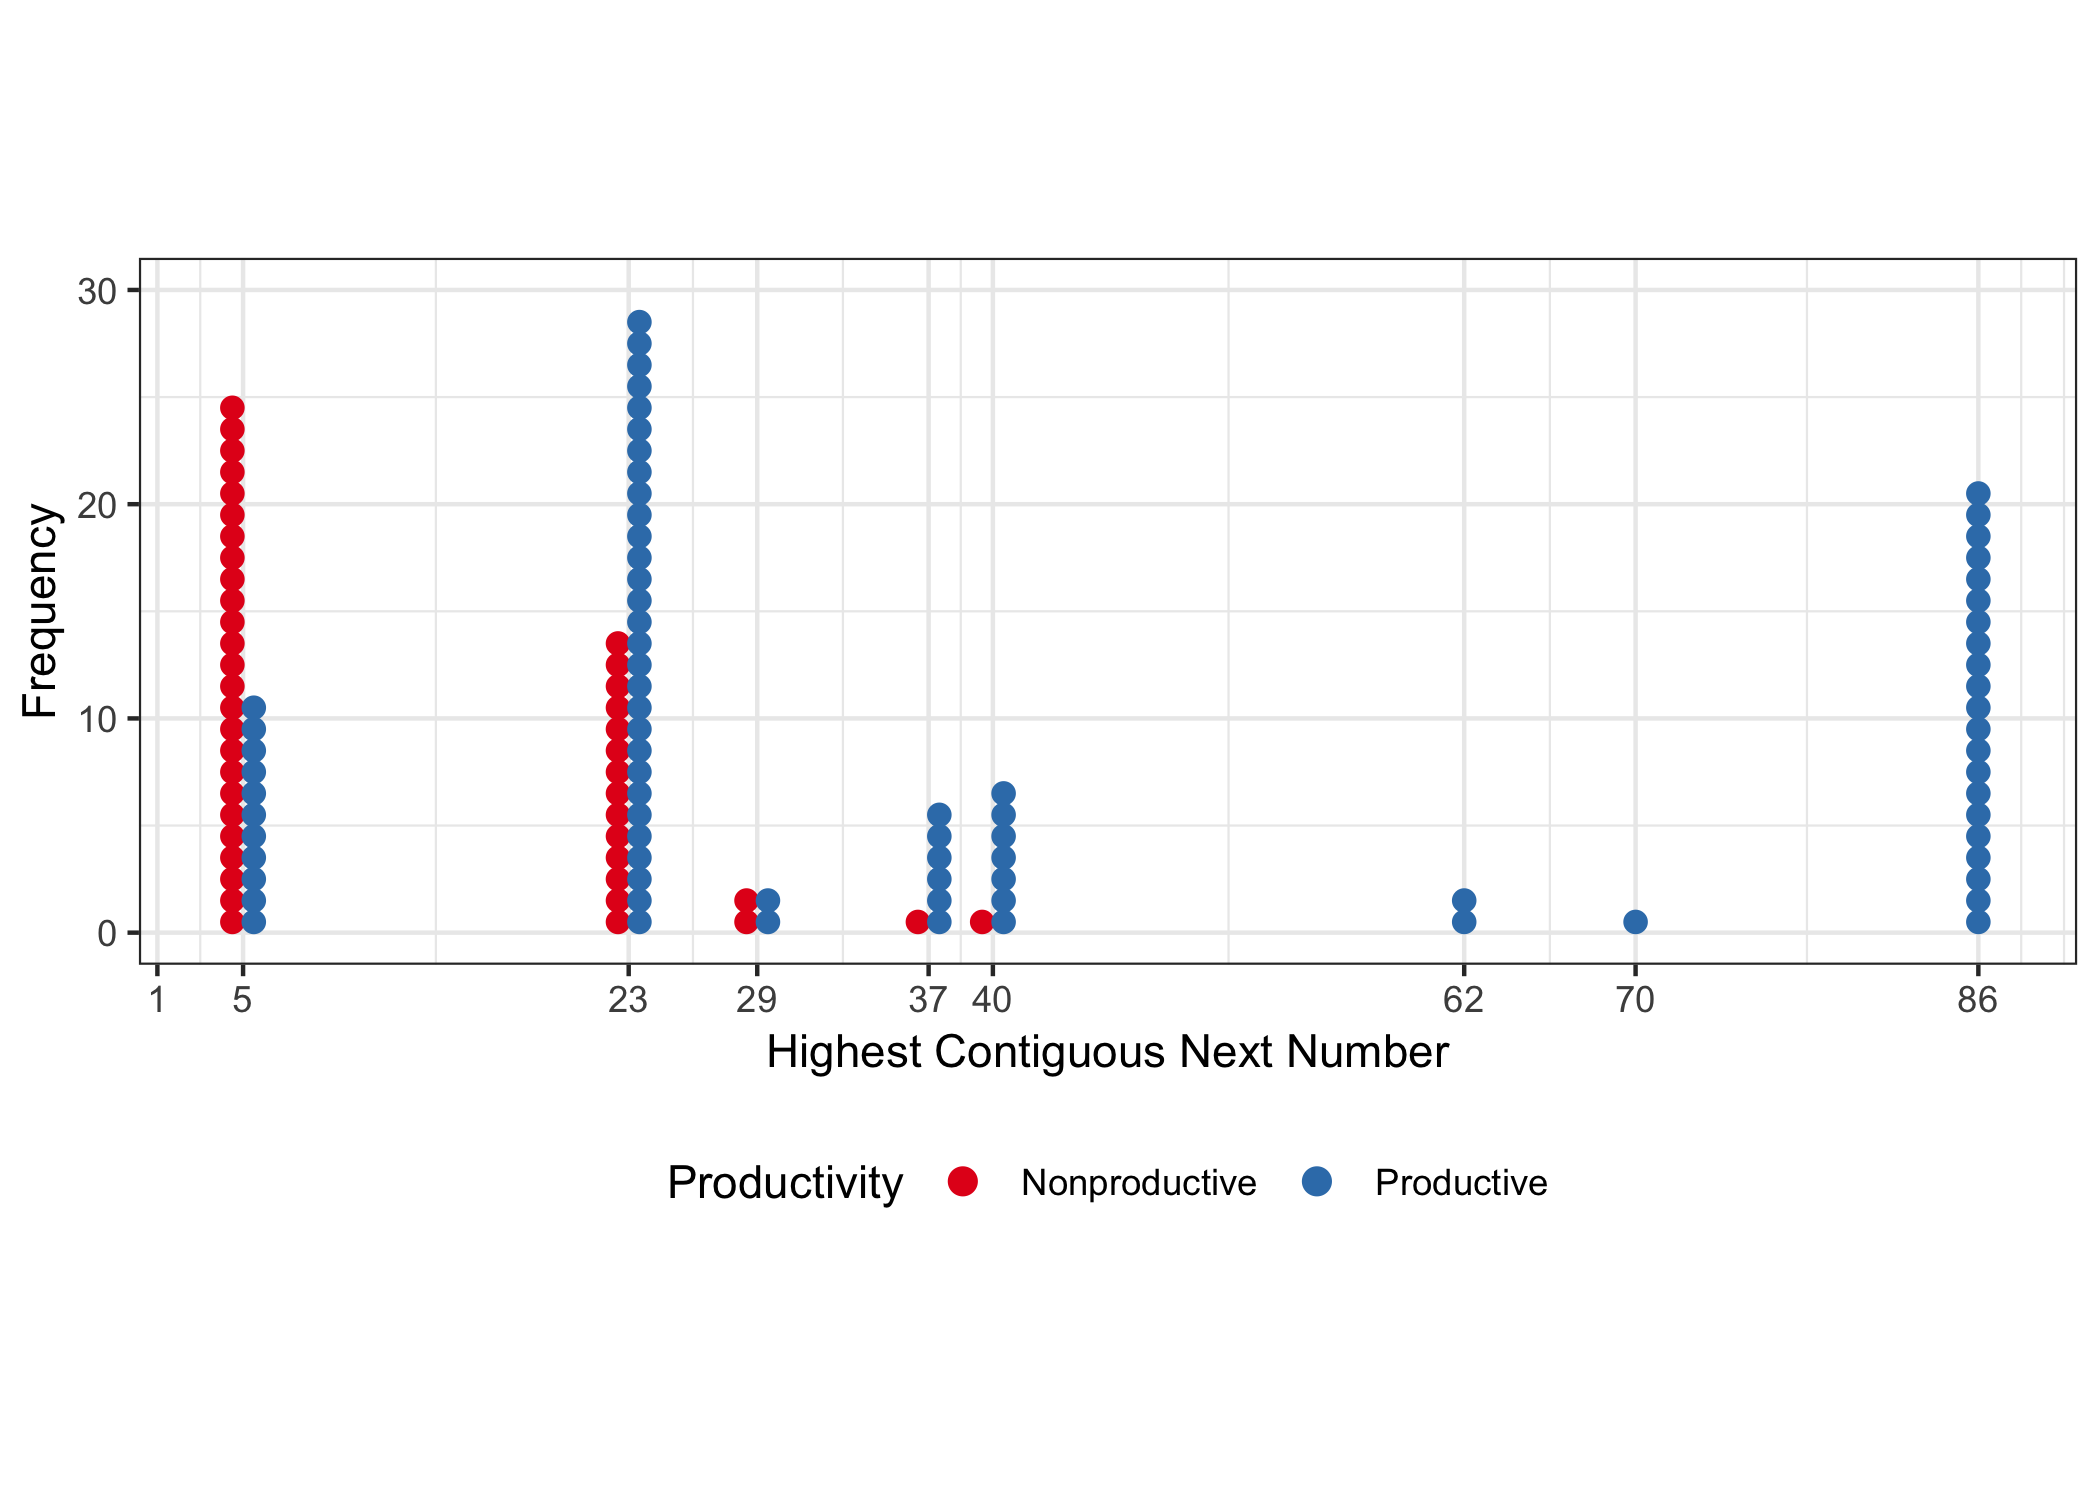 30
20
10
0
Frequency
1 5 23 29 37 40 62 70 86
Highest Contiguous Next Number
Productivity Nonproductive Productive